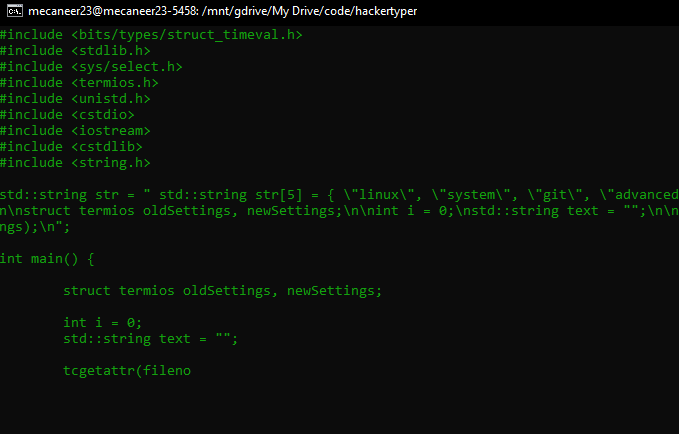 mecaneer23@mecaneer23-5458: /mnt/gdrive/My Drive/code/hackertyper
#include <bits/types/struct_timeval.h>
#include <stdlib.h>
#include <sys/select.h>
#include <termios.h>
#include <unistd.h>
#include <cstdio>
#include <iostream>
#include <cstdlib>
#include <string.h>
std::string str = " std::string str[5] = { \"linux\", \"system\", \"git\", \"advanced
n\nstruct termios oldSettings, newSettings;\n\nint i = 0;\nstd::string text = "";\n\n
ngs);\n";
int main() {
struct termios oldSettings, newSettings;
int i = 0;
std::string text = "";
tcgetattr(fileno